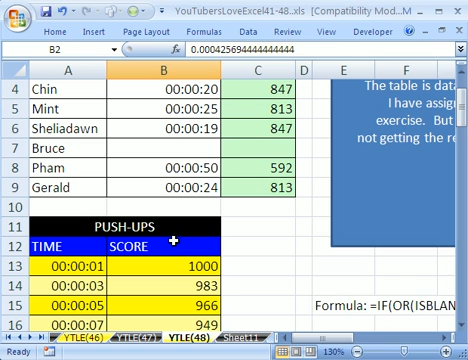 YouTubersLoveExcel41-48..xls [Compatibility Mod...
Home Insert Page Layout Formulas Data Review View Developer
B2 fx 0.000425694444444444
A B C D E F
4 Chin 00:00:20 847
5 Mint 00:00:25 813
6 Sheliadawn 00:00:19 847
7 Bruce
8 Pham 00:00:50 592
9 Gerald 00:00:24 813
10
11 PUSH-UPS
12 TIME SCORE
13 00:00:01 1000
14 00:00:03 983
15 00:00:05 966
16 00:00:07 949
The table is data
I have assign
exercise. But
not getting the re
Formula: =IF(OR(ISBLAN
YTLE(46) YTLE(47) YTLE(48) Sheet11
Ready 130%